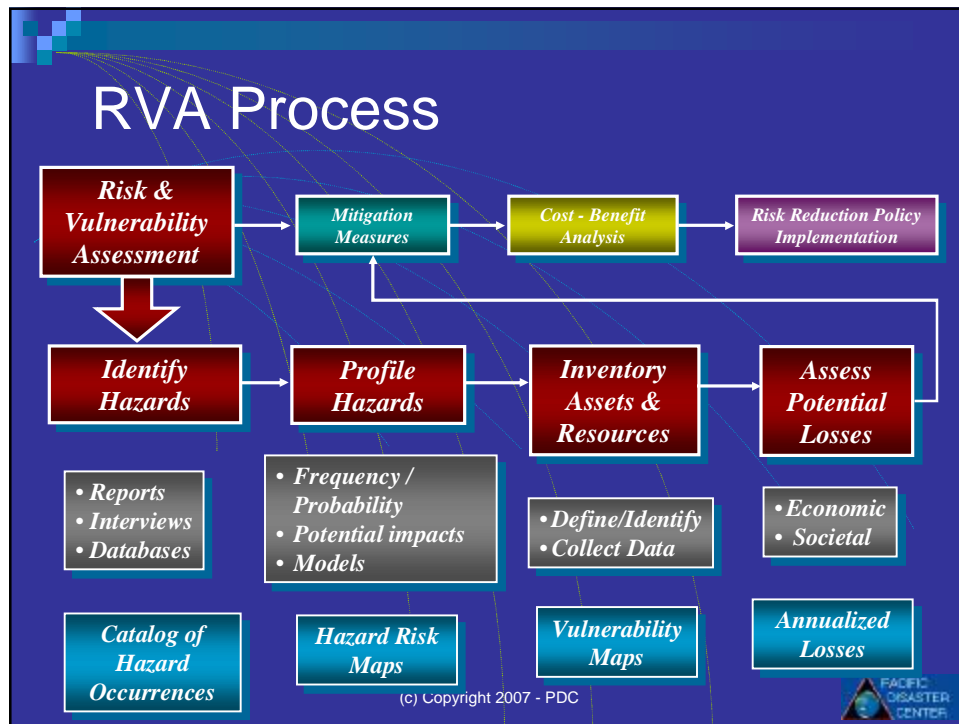 RVA Process
Risk &
Vulnerability
Assessment
Mitigation
Measures
Cost - Benefit
Analysis
Risk Reduction Policy
Implementation
Identify
Hazards
Profile
Hazards
Inventory
Assets &
Resources
Assess
Potential
Losses
• Reports
• Interviews
• Databases
• Frequency /
Probability
• Potential impacts
• Models
• Define/Identify
• Collect Data
• Economic
• Societal
Catalog of
Hazard
Occurrences
Hazard Risk
Maps
Vulnerability
Maps
Annualized
Losses
(c) Copyright 2007 - PDC
PACIFIC
DISASTER
CENTER